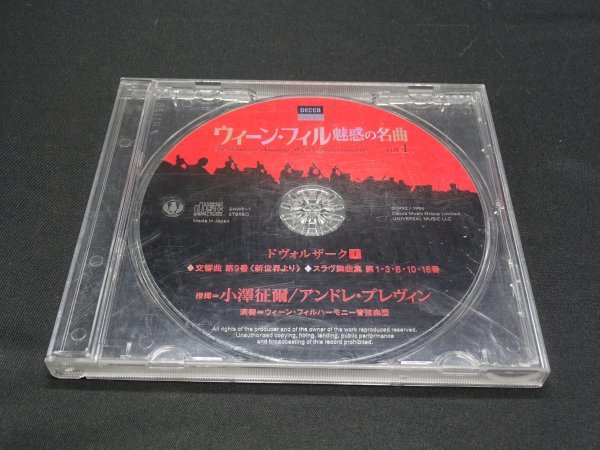 DECCA
ウィーン・フィル 魅惑の名曲
vol.1
SHWP-1
STEREO
Made in Japan
Decca Music Group Limited
UNIVERSAL MUSIC LLC
ドヴォルザーク 1
◆交響曲 第9番《新世界より》 ◆スラヴ舞曲集 第1・3・8・10・16番
指揮=小澤征爾/アンドレ・プレヴィン
演奏=ウィーン・フィルハーモニー管弦楽団
All rights of the producer and of the owner of the work reproduced reserved.
Unauthorized copying, hiring, lending, public performance
and broadcasting of this record prohibited.